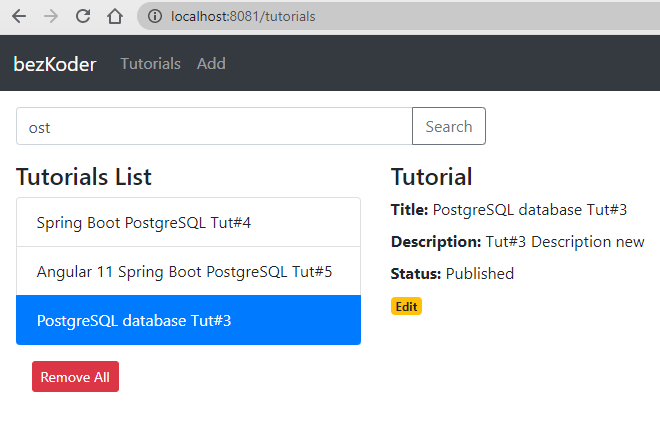 localhost:8081/tutorials
bezKoder Tutorials Add
ost Search
Tutorials List
Spring Boot PostgreSQL Tut#4
Angular 11 Spring Boot PostgreSQL Tut#5
PostgreSQL database Tut#3
Remove All
Tutorial
Title: PostgreSQL database Tut#3
Description: Tut#3 Description new
Status: Published
Edit